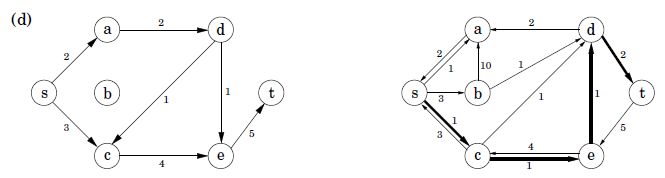 (d)
a 2 d
2
1 1
s b t
3 5
c 4 e
a 2 d
2 1 10 1 2
s 3 b 1 1 t
1 3 4 5
c 1 e